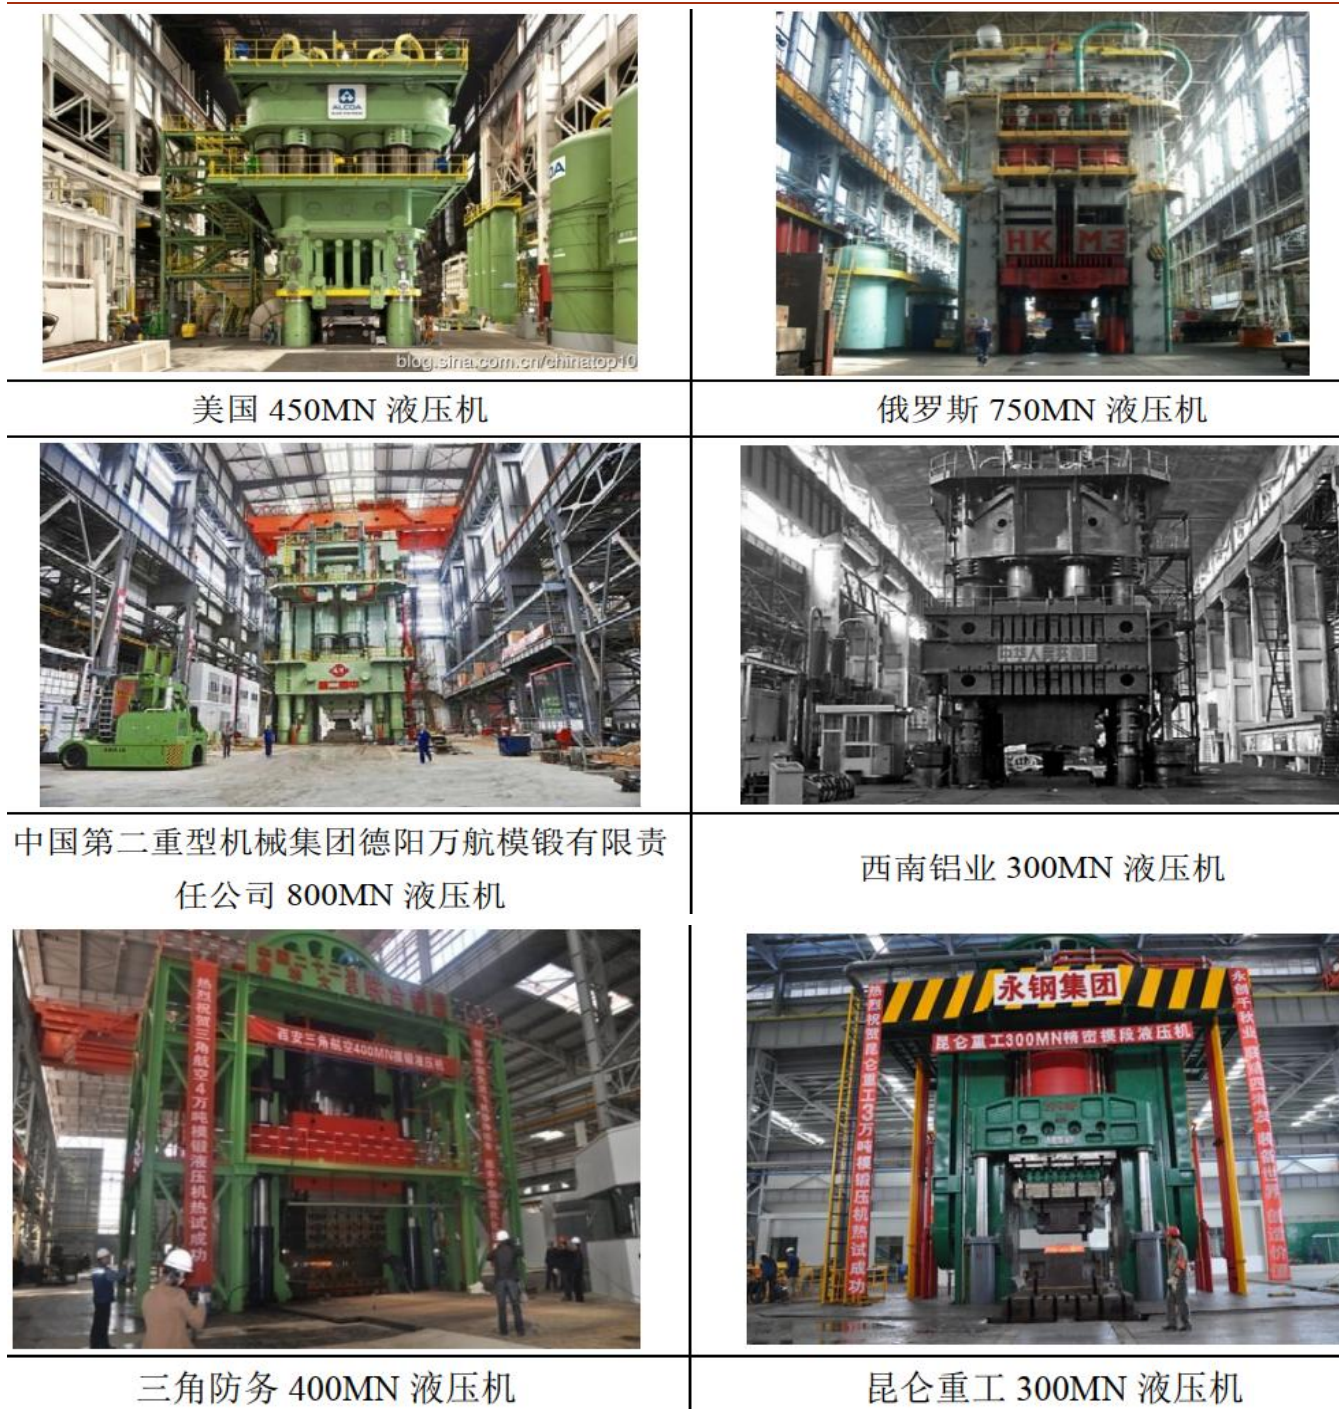 ALCOA
blog.sina.com.cn/chinatop10
НКМЗ
美国 450MN 液压机
俄罗斯 750MN 液压机
中国第二重型机械集团德阳万航模锻有限责
任公司 800MN 液压机
中华人民共和国
西南铝业 300MN 液压机
热烈祝贺三角航空4万吨模锻液压机热试成功
西安三角航空400MN模锻液压机
永钢集团
昆仑重工300MN精密模段液压机
热烈祝贺昆仑重工3万吨模锻压机热试成功
三角防务 400MN 液压机
昆仑重工 300MN 液压机